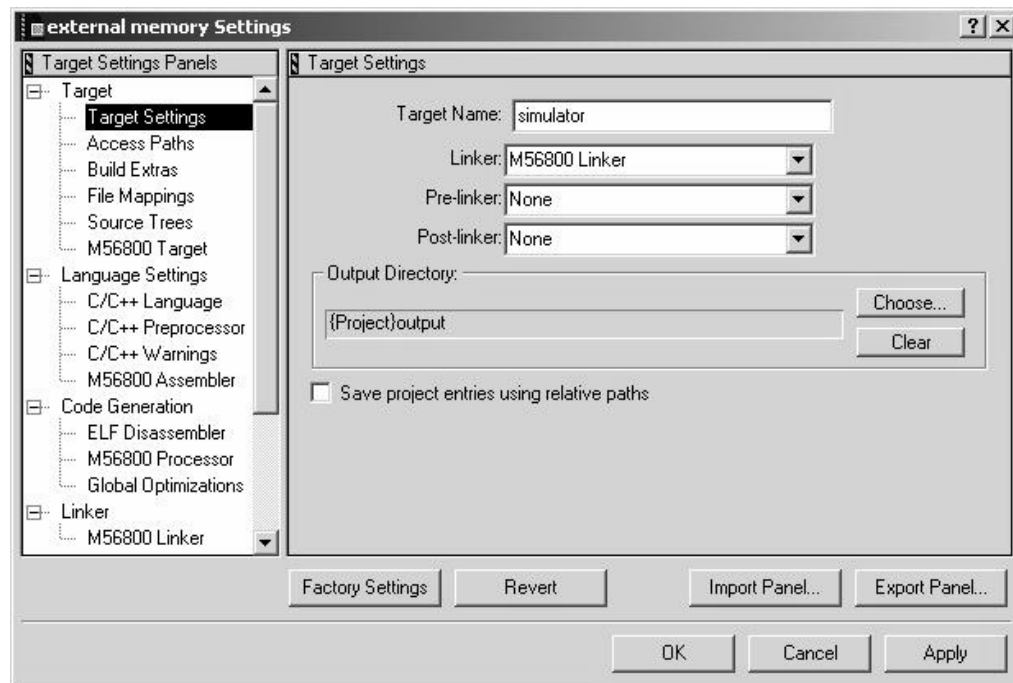 external memory Settings
Target Settings Panels
Target
Target Settings
Access Paths
Build Extras
File Mappings
Source Trees
M56800 Target
Language Settings
C/C++ Language
C/C++ Preprocessor
C/C++ Warnings
M56800 Assembler
Code Generation
ELF Disassembler
M56800 Processor
Global Optimizations
Linker
M56800 Linker
Target Settings
Target Name: simulator
Linker: M56800 Linker
Pre-linker: None
Post-linker: None
Output Directory:
{Project}output
Choose...
Clear
Save project entries using relative paths
Factory Settings
Revert
Import Panel...
Export Panel...
OK
Cancel
Apply